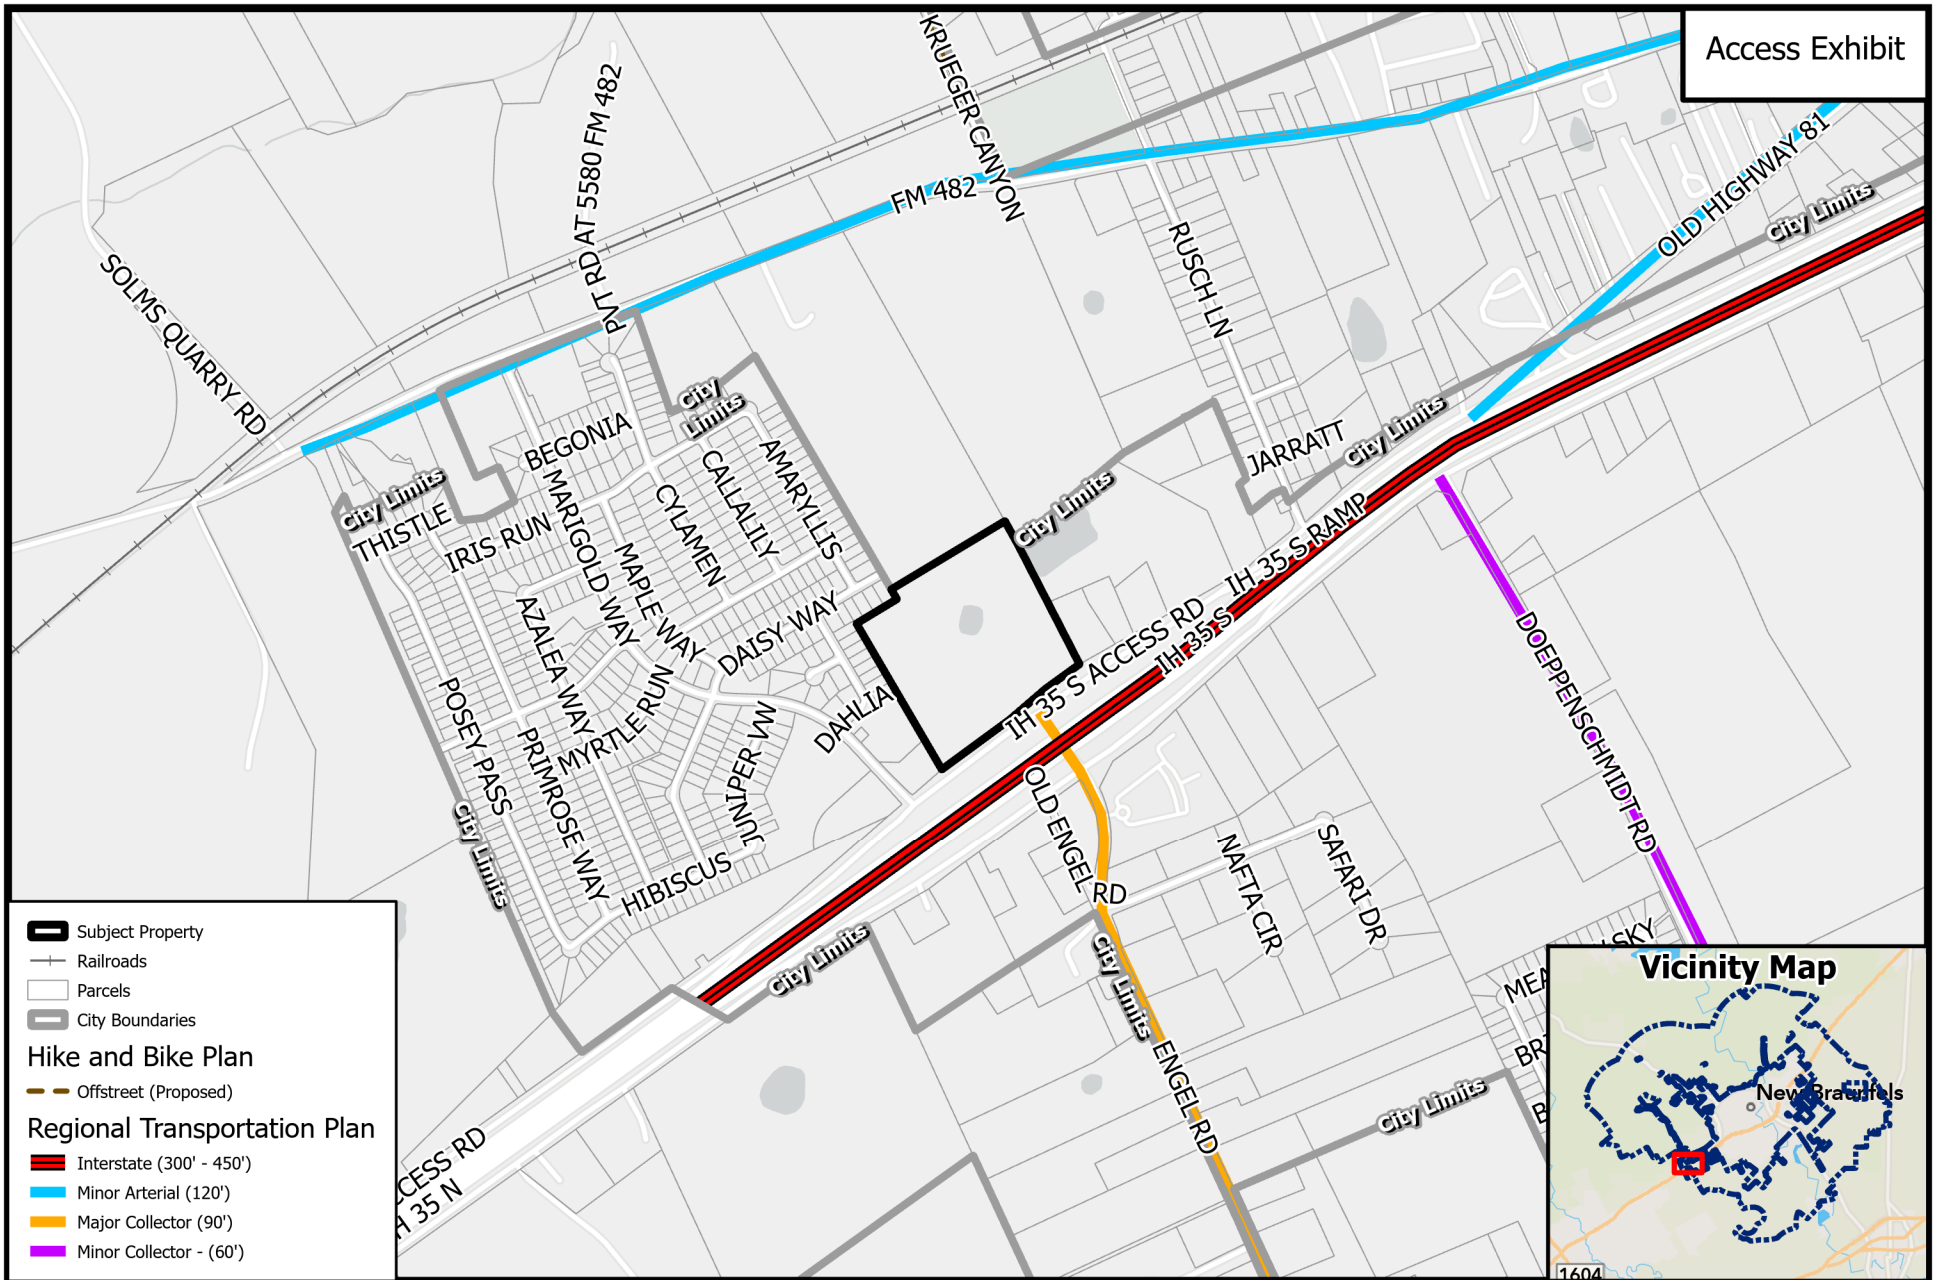 Access Exhibit
KRUEGER CANYON
PVT RD AT 5580 FM 482
FM 482
OLD HIGHWAY 81
City Limits
RUSCH LN
SOLMS QUARRY RD
City
Limits
BEGONIA
JARRATT
City Limits
AMARYLLIS
CALLALILY
CYLAMEN
MARIGOLD WAY
City Limits
THISTLE
IRIS RUN
City Limits
MAPLE WAY
IH 35 S RAMP
AZALEA WAY
DAISY WAY
IH 35 S ACCESS RD
IH 35 S
DOEPPENSCHMIDT RD
POSEY PASS
PRIMROSE WAY
MYRTLE RUN
JUNIPER VW
DAHLIA
OLD ENGEL
RD
City Limits
HIBISCUS
NAFTA CIR
SAFARI DR
City Limits
City Limits
ENGEL RD
City Limits
SKY
MEA
BRI
B
CCESS RD
H 35 N
Subject Property
Railroads
Parcels
City Boundaries
Hike and Bike Plan
Offstreet (Proposed)
Regional Transportation Plan
Interstate (300' - 450')
Minor Arterial (120')
Major Collector (90')
Minor Collector - (60')
Vicinity Map
New Braunfels
1604